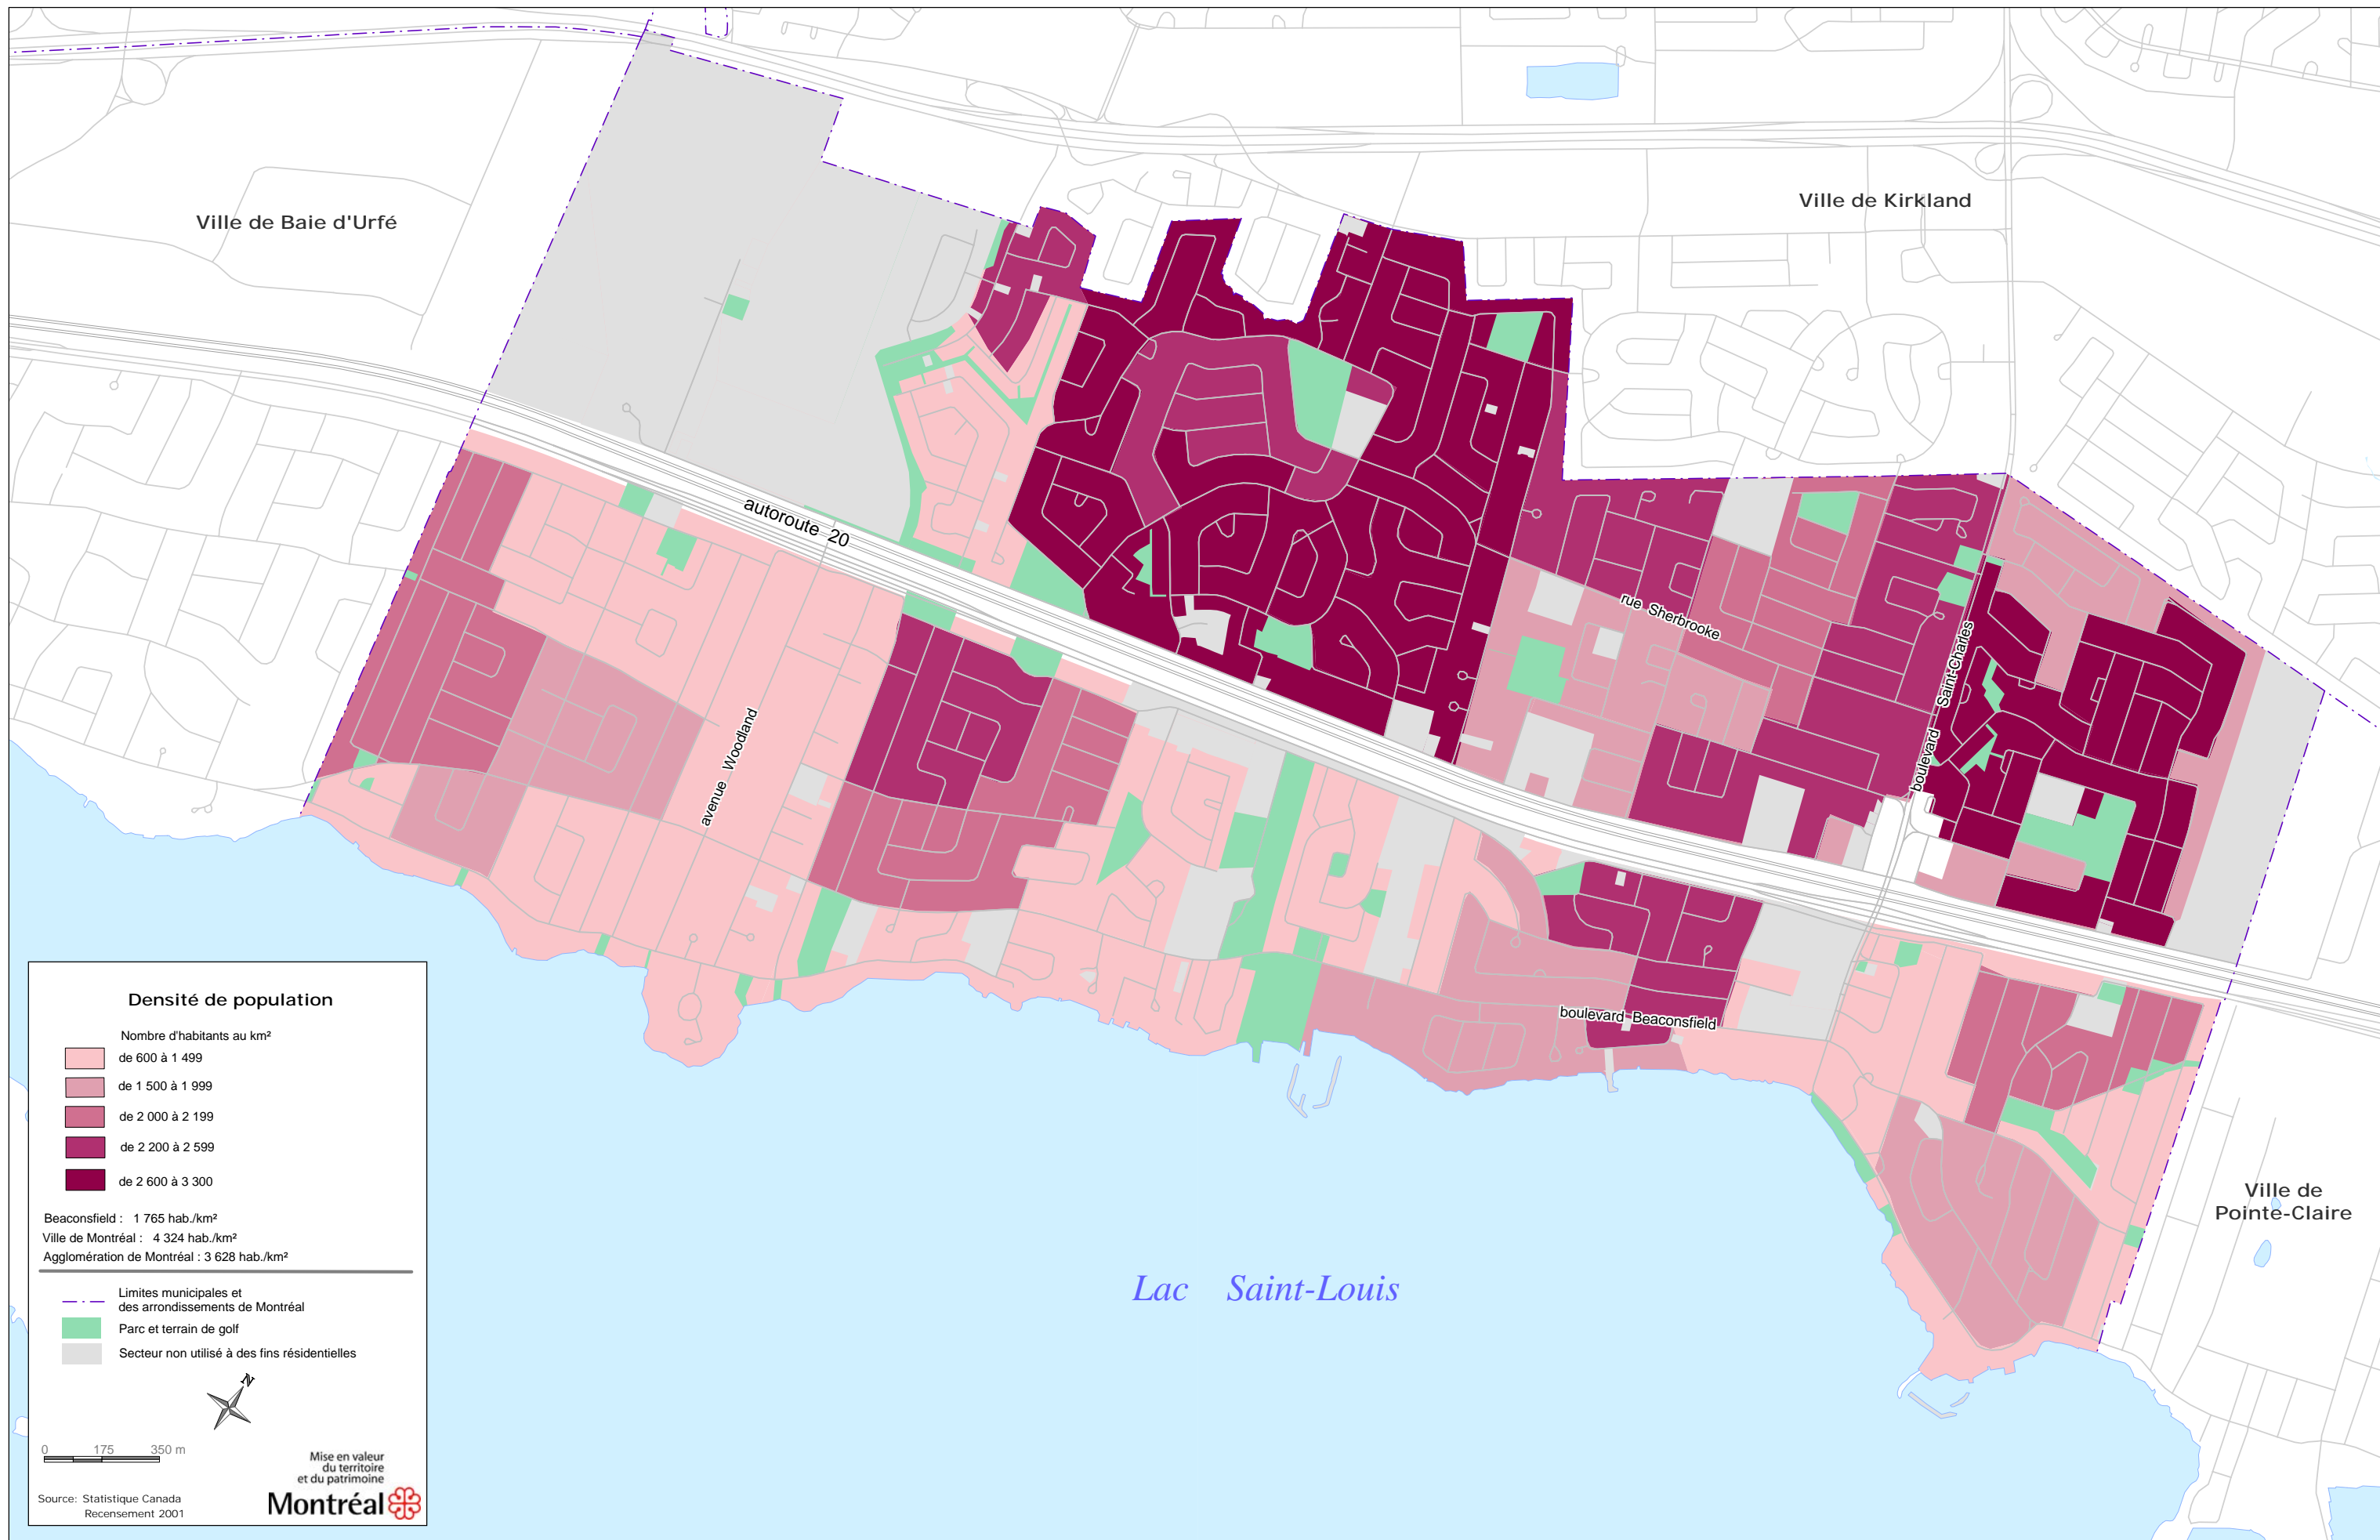 Ville de Baie d'Urfé
Ville de Kirkland
autoroute 20
rue Sherbrooke
boulevard Saint-Charles
avenue Woodland
boulevard Beaconsfield
Ville de
Pointe-Claire
Lac Saint-Louis
Densité de population
Nombre d'habitants au km²
de 600 à 1 499
de 1 500 à 1 999
de 2 000 à 2 199
de 2 200 à 2 599
de 2 600 à 3 300
Beaconsfield : 1 765 hab./km²
Ville de Montréal : 4 324 hab./km²
Agglomération de Montréal : 3 628 hab./km²
Limites municipales et
des arrondissements de Montréal
Parc et terrain de golf
Secteur non utilisé à des fins résidentielles
N
0 175 350 m
Mise en valeur
du territoire
et du patrimoine
Montréal
Source: Statistique Canada
Recensement 2001